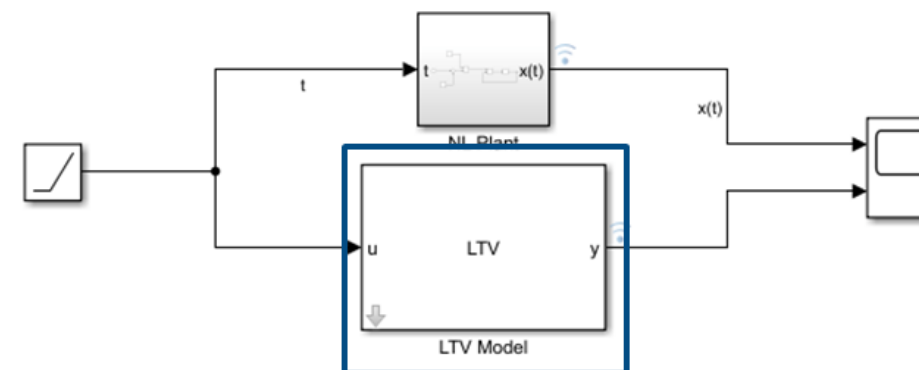 t
t
x(t)
x(t)
NL Plant
u
LTV
y
LTV Model